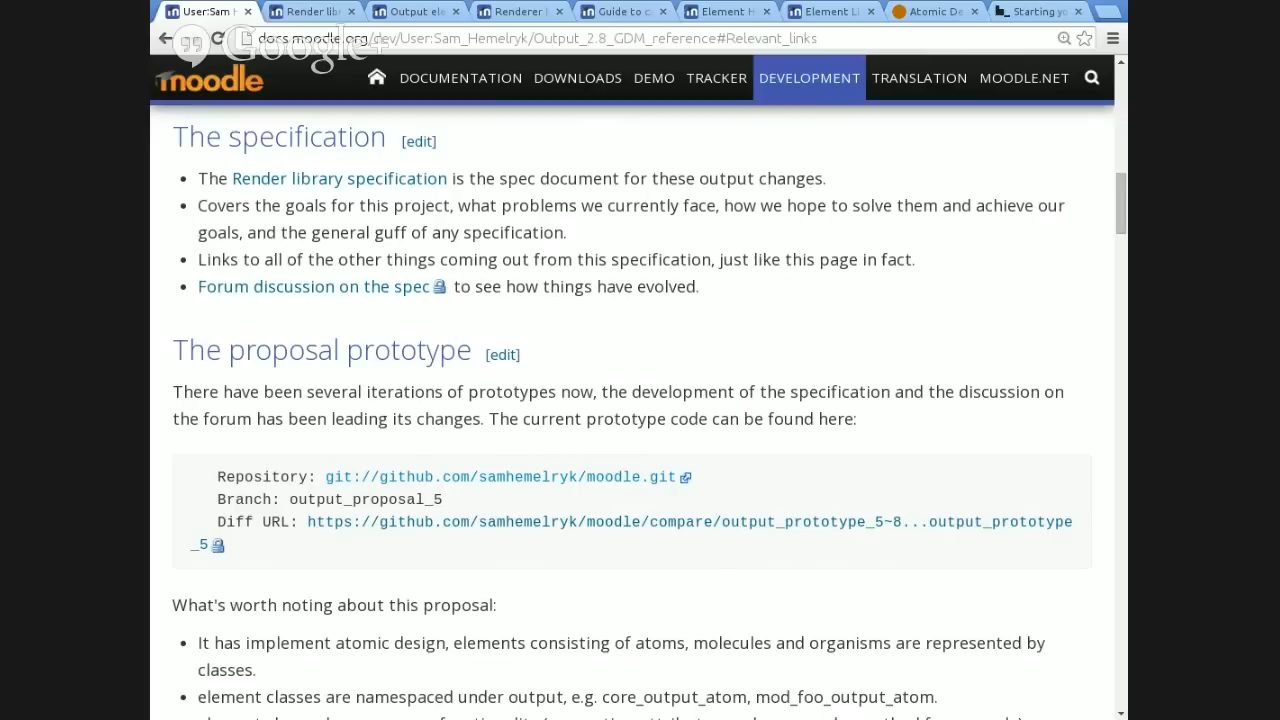 User:Sam H
Render lib
Output ele
Renderer l
Guide to c
Element H
Element Li
Atomic De
Starting yo
docs.moodle.org/dev/User:Sam_Hemelryk/Output_2.8_GDM_reference#Relevant_links
Google+
moodle
DOCUMENTATION DOWNLOADS DEMO TRACKER DEVELOPMENT TRANSLATION MOODLE.NET
The specification [edit]
• The Render library specification is the spec document for these output changes.
• Covers the goals for this project, what problems we currently face, how we hope to solve them and achieve our
goals, and the general guff of any specification.
• Links to all of the other things coming out from this specification, just like this page in fact.
• Forum discussion on the spec to see how things have evolved.
The proposal prototype [edit]
There have been several iterations of prototypes now, the development of the specification and the discussion on
the forum has been leading its changes. The current prototype code can be found here:
Repository: git://github.com/samhemelryk/moodle.git
Branch: output_proposal_5
Diff URL: https://github.com/samhemelryk/moodle/compare/output_prototype_5~8...output_prototype
_5
What's worth noting about this proposal:
• It has implement atomic design, elements consisting of atoms, molecules and organisms are represented by
classes.
• element classes are namespaced under output, e.g. core_output_atom, mod_foo_output_atom.